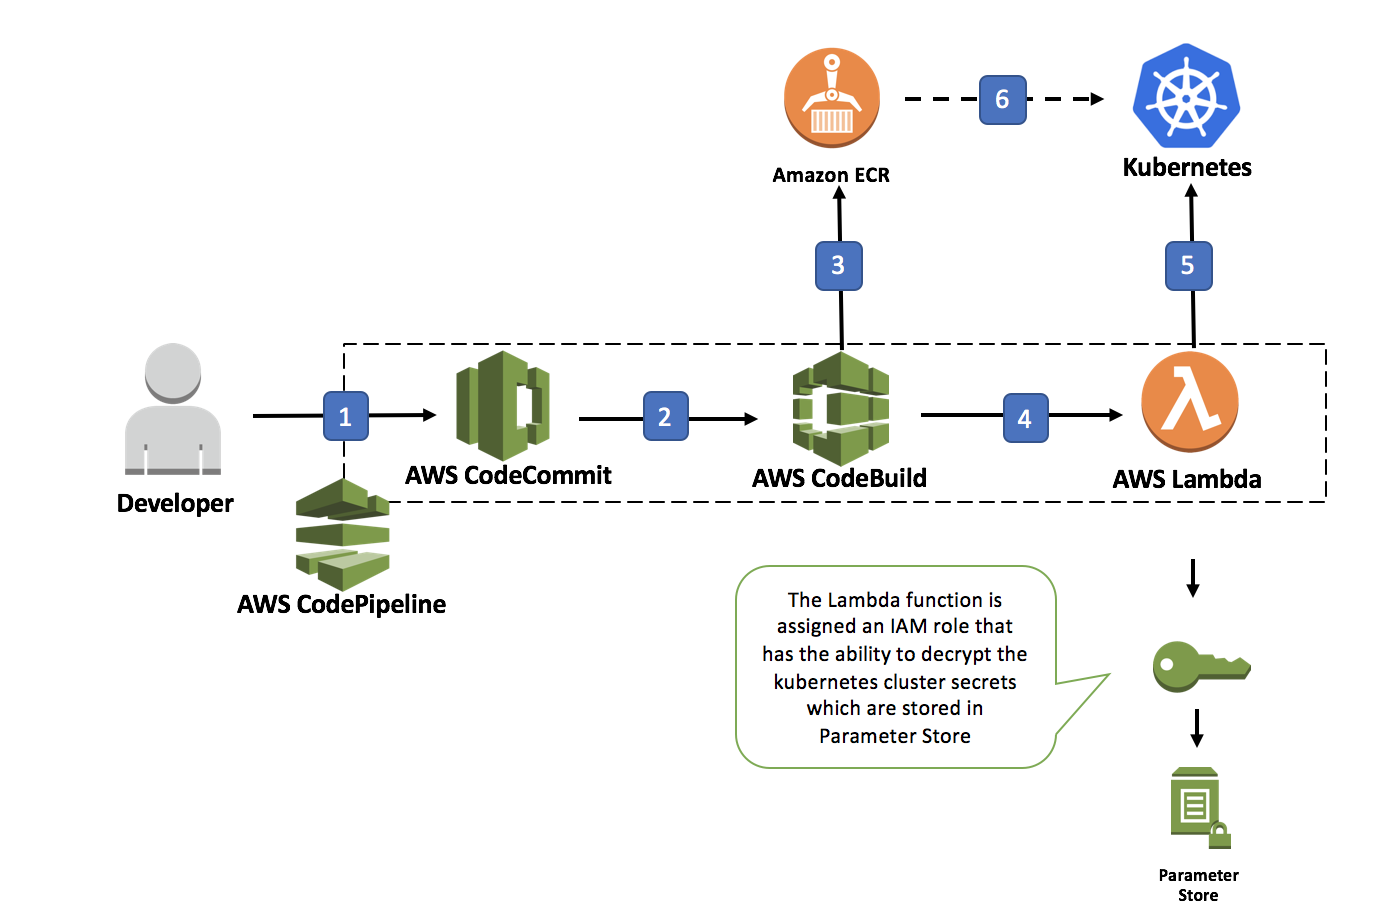 6
Amazon ECR
Kubernetes
3
5
1
2
4
AWS CodeCommit
AWS CodeBuild
AWS Lambda
Developer
AWS CodePipeline
The Lambda function is
assigned an IAM role that
has the ability to decrypt the
kubernetes cluster secrets
which are stored in
Parameter Store
Parameter
Store